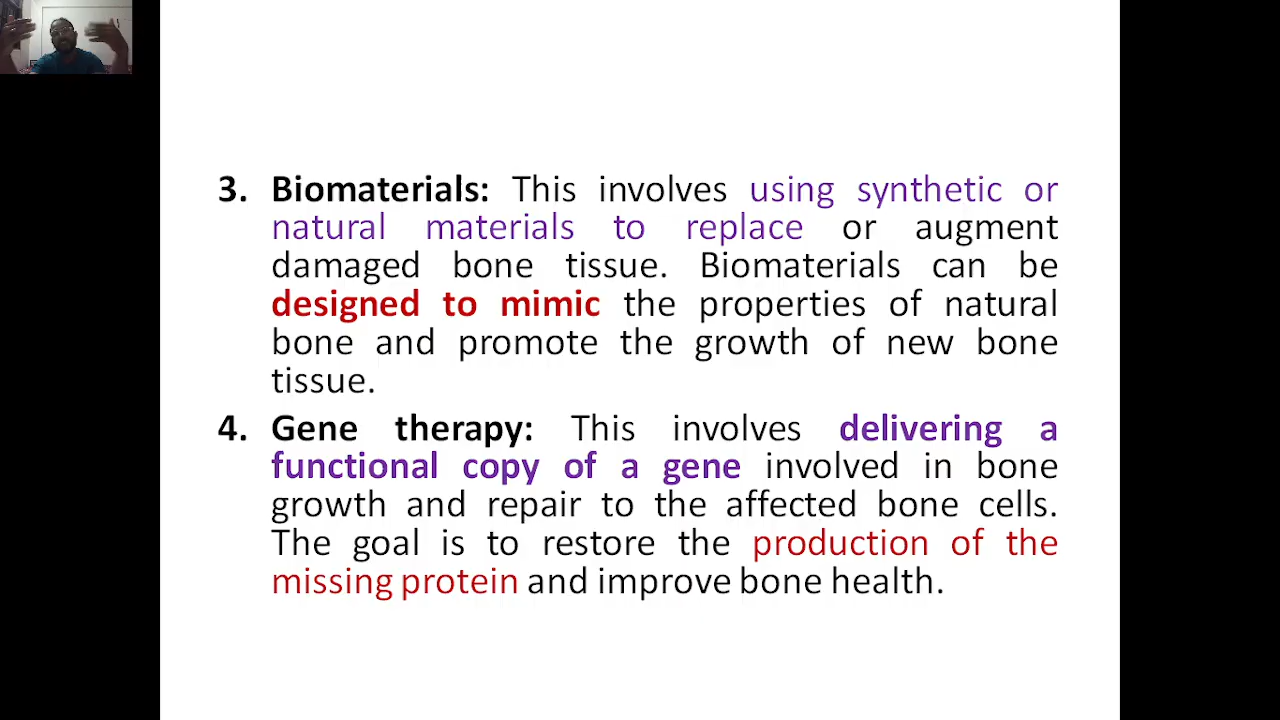 3. Biomaterials: This involves using synthetic or
natural materials to replace or augment
damaged bone tissue. Biomaterials can be
designed to mimic the properties of natural
bone and promote the growth of new bone
tissue.
4. Gene therapy: This involves delivering a
functional copy of a gene involved in bone
growth and repair to the affected bone cells.
The goal is to restore the production of the
missing protein and improve bone health.